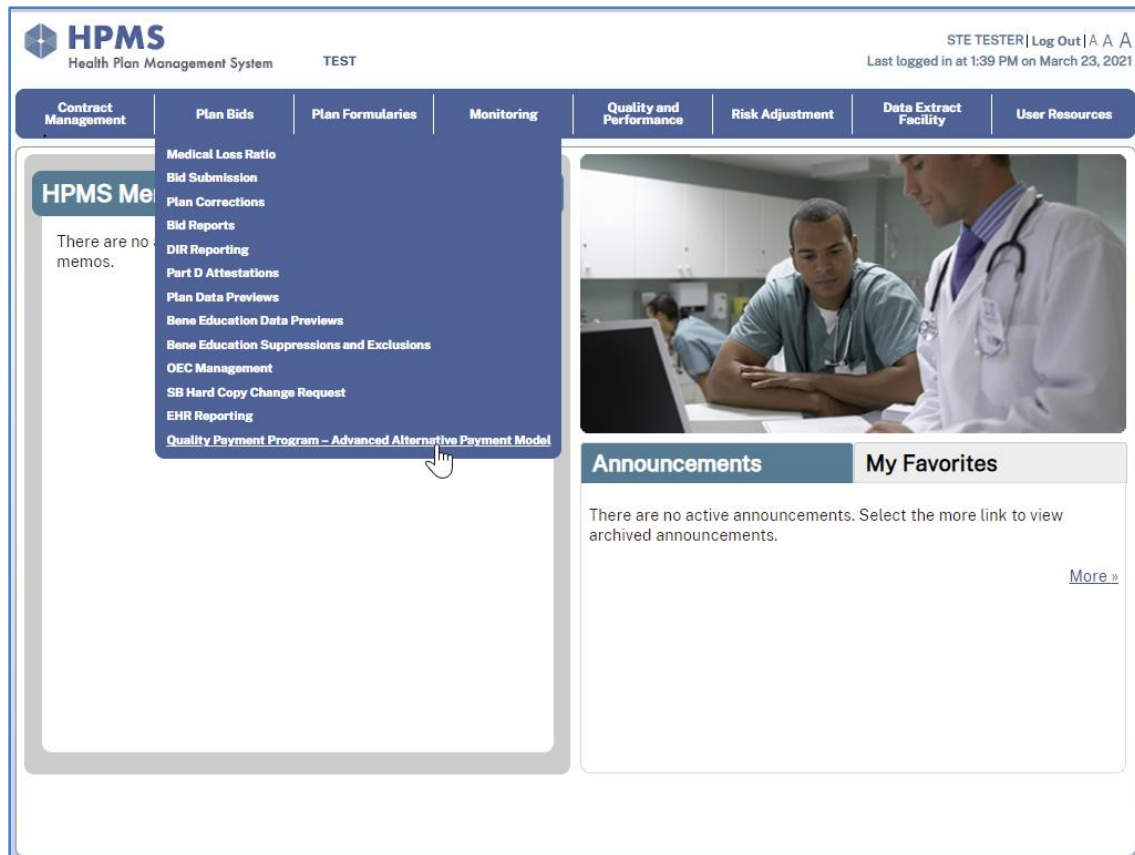 HPMS
Health Plan Management System
TEST
STE TESTER| Log Out|A A A
Last logged in at 1:39 PM on March 23, 2021
Contract
Management
Plan Bids
Plan Formularies
Monitoring
Quality and
Performance
Risk Adjustment
Data Extract
Facility
User Resources
Medical Loss Ratio
Bid Submission
Plan Corrections
Bid Reports
DIR Reporting
Part D Attestations
Plan Data Previews
Bene Education Data Previews
Bene Education Suppressions and Exclusions
OEC Management
SB Hard Copy Change Request
EHR Reporting
Quality Payment Program – Advanced Alternative Payment Model
HPMS Me
There are no
memos.
Announcements
My Favorites
There are no active announcements. Select the more link to view
archived announcements.
More »